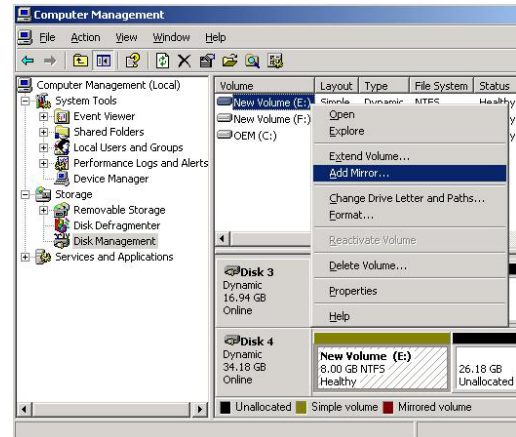 Computer Management
File Action View Window Help
Computer Management (Local)
System Tools
Event Viewer
Shared Folders
Local Users and Groups
Performance Logs and Alerts
Device Manager
Storage
Removable Storage
Disk Defragmenter
Disk Management
Services and Applications
Volume Layout Type File System Status
New Volume (E:) Simple Dynamic NTFS Healthy
New Volume (F:)
OEM (C:)
Open
Explore
Extend Volume...
Add Mirror...
Change Drive Letter and Paths...
Format...
Reactivate Volume
Delete Volume...
Properties
Help
Disk 3
Dynamic
16.94 GB
Online
Disk 4
Dynamic
34.18 GB
Online
New Volume (E:)
8.00 GB NTFS
Healthy
26.18 GB
Unallocated
Unallocated Simple volume Mirrored volume